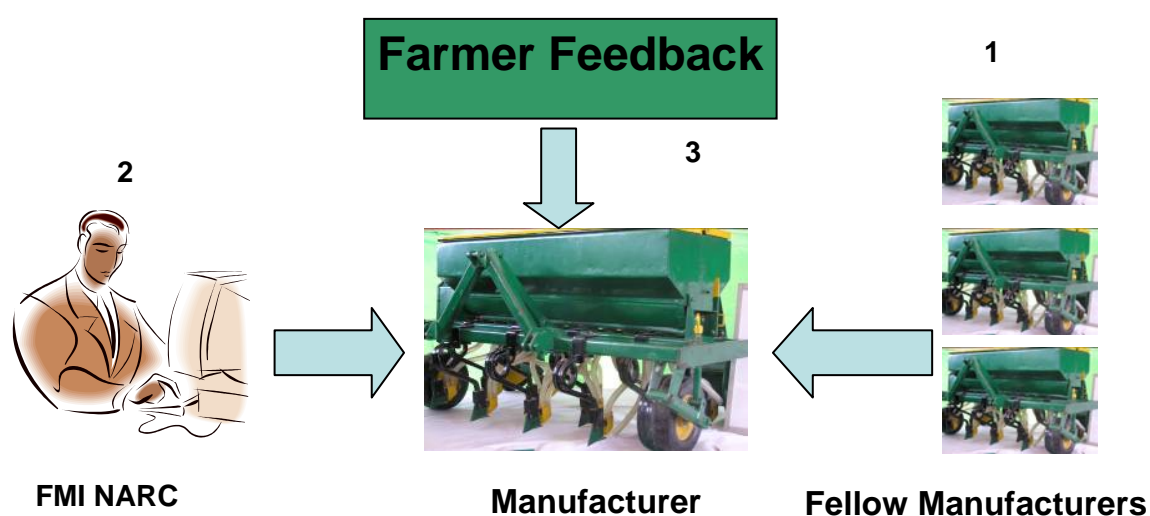 Farmer Feedback
1
3
2
FMI NARC
Manufacturer
Fellow Manufacturers